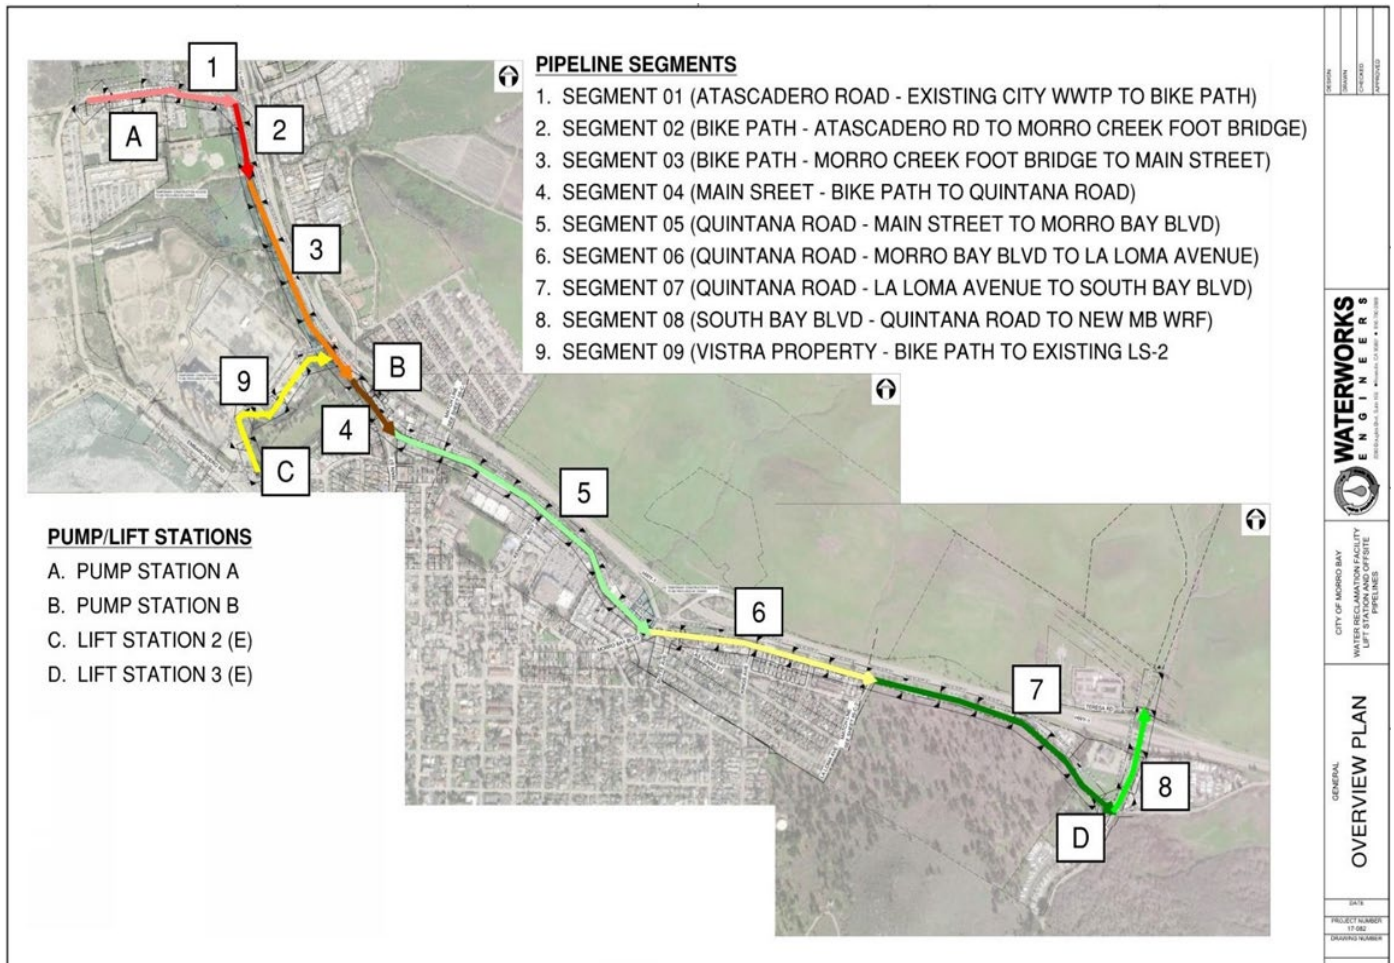 PIPELINE SEGMENTS
1. SEGMENT 01 (ATASCADERO ROAD - EXISTING CITY WWTP TO BIKE PATH)
2. SEGMENT 02 (BIKE PATH - ATASCADERO RD TO MORRO CREEK FOOT BRIDGE)
3. SEGMENT 03 (BIKE PATH - MORRO CREEK FOOT BRIDGE TO MAIN STREET)
4. SEGMENT 04 (MAIN SREET - BIKE PATH TO QUINTANA ROAD)
5. SEGMENT 05 (QUINTANA ROAD - MAIN STREET TO MORRO BAY BLVD)
6. SEGMENT 06 (QUINTANA ROAD - MORRO BAY BLVD TO LA LOMA AVENUE)
7. SEGMENT 07 (QUINTANA ROAD - LA LOMA AVENUE TO SOUTH BAY BLVD)
8. SEGMENT 08 (SOUTH BAY BLVD - QUINTANA ROAD TO NEW MB WRF)
9. SEGMENT 09 (VISTRA PROPERTY - BIKE PATH TO EXISTING LS-2
1
A
2
3
B
9
4
C
5
6
7
TERESA RD
HWY 1
8
D
PUMP/LIFT STATIONS
A. PUMP STATION A
B. PUMP STATION B
C. LIFT STATION 2 (E)
D. LIFT STATION 3 (E)
DESIGN
DRAWN
CHECKED
APPROVED
WATERWORKS
ENGINEERS
CITY OF MORRO BAY
WATER RECLAMATION FACILITY
LIFT STATION AND OFFSITE
PIPELINES
GENERAL
OVERVIEW PLAN
DATE
PROJECT NUMBER
17-082
DRAWING NUMBER